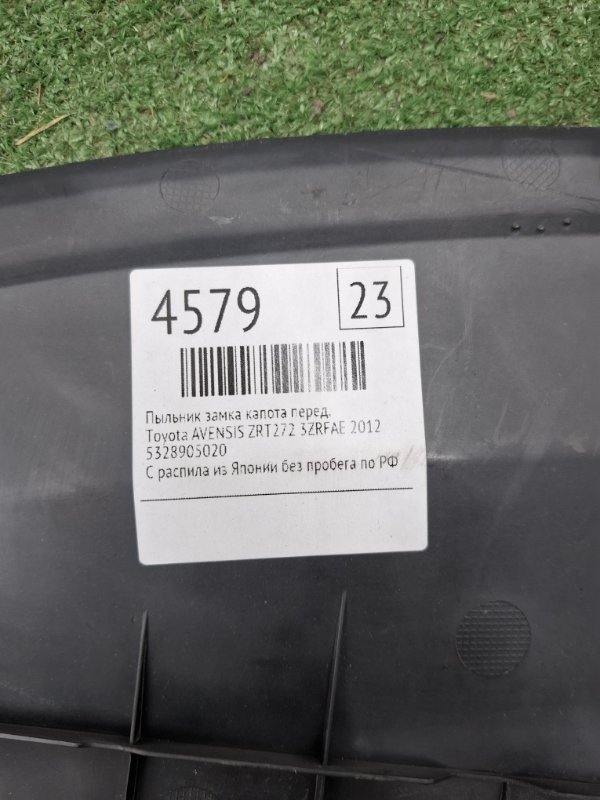 4579
23
Пыльник замка капота перед.
Toyota AVENSIS ZRT272 3ZRFAE 2012
5328905020
С распила из Японии без пробега по РФ